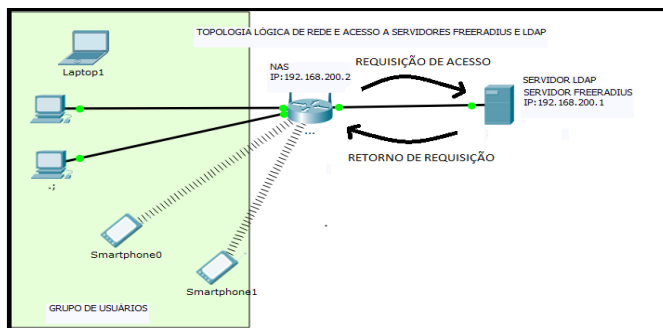 TOPOLOGIA LÓGICA DE REDE E ACESSO A SERVIDORES FREERADIUS E LDAP
Laptop1
NAS
IP:192.168.200.2
REQUISIÇÃO DE ACESSO
SERVIDOR LDAP
SERVIDOR FREERADIUS
IP:192.168.200.1
...
RETORNO DE REQUISIÇÃO
.;
Smartphone0
Smartphone1
GRUPO DE USUÁRIOS